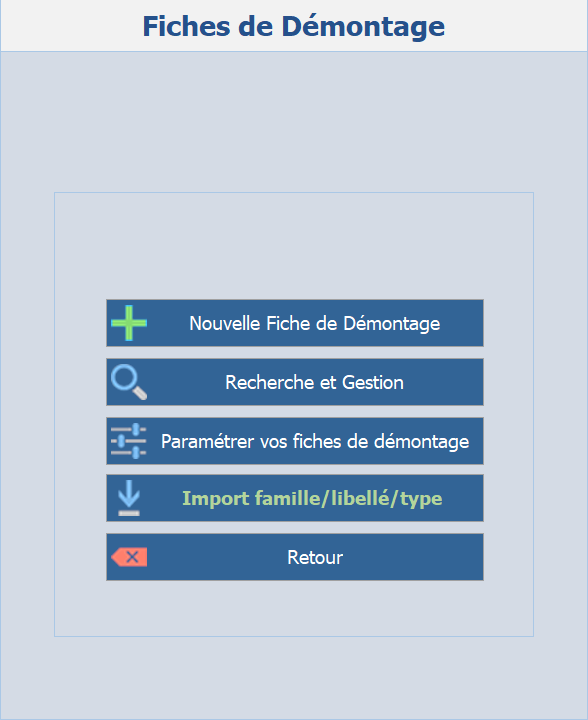 Fiches de Démontage
Nouvelle Fiche de Démontage
Recherche et Gestion
Paramétrer vos fiches de démontage
Import famille/libellé/type
Retour